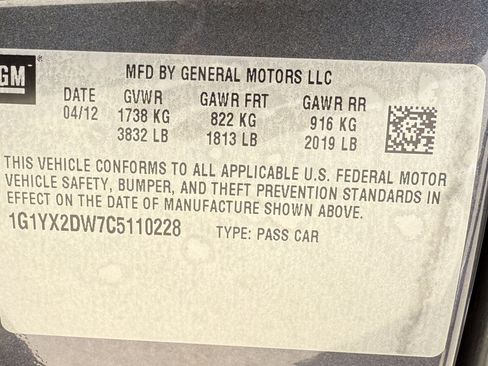 GM
MFD BY GENERAL MOTORS LLC
DATE GVWR GAWR FRT GAWR RR
04/12 1738 KG 822 KG 916 KG
3832 LB 1813 LB 2019 LB
THIS VEHICLE CONFORMS TO ALL APPLICABLE U.S. FEDERAL MOTOR
VEHICLE SAFETY, BUMPER, AND THEFT PREVENTION STANDARDS IN
EFFECT ON THE DATE OF MANUFACTURE SHOWN ABOVE.
1G1YX2DW7C5110228 TYPE: PASS CAR